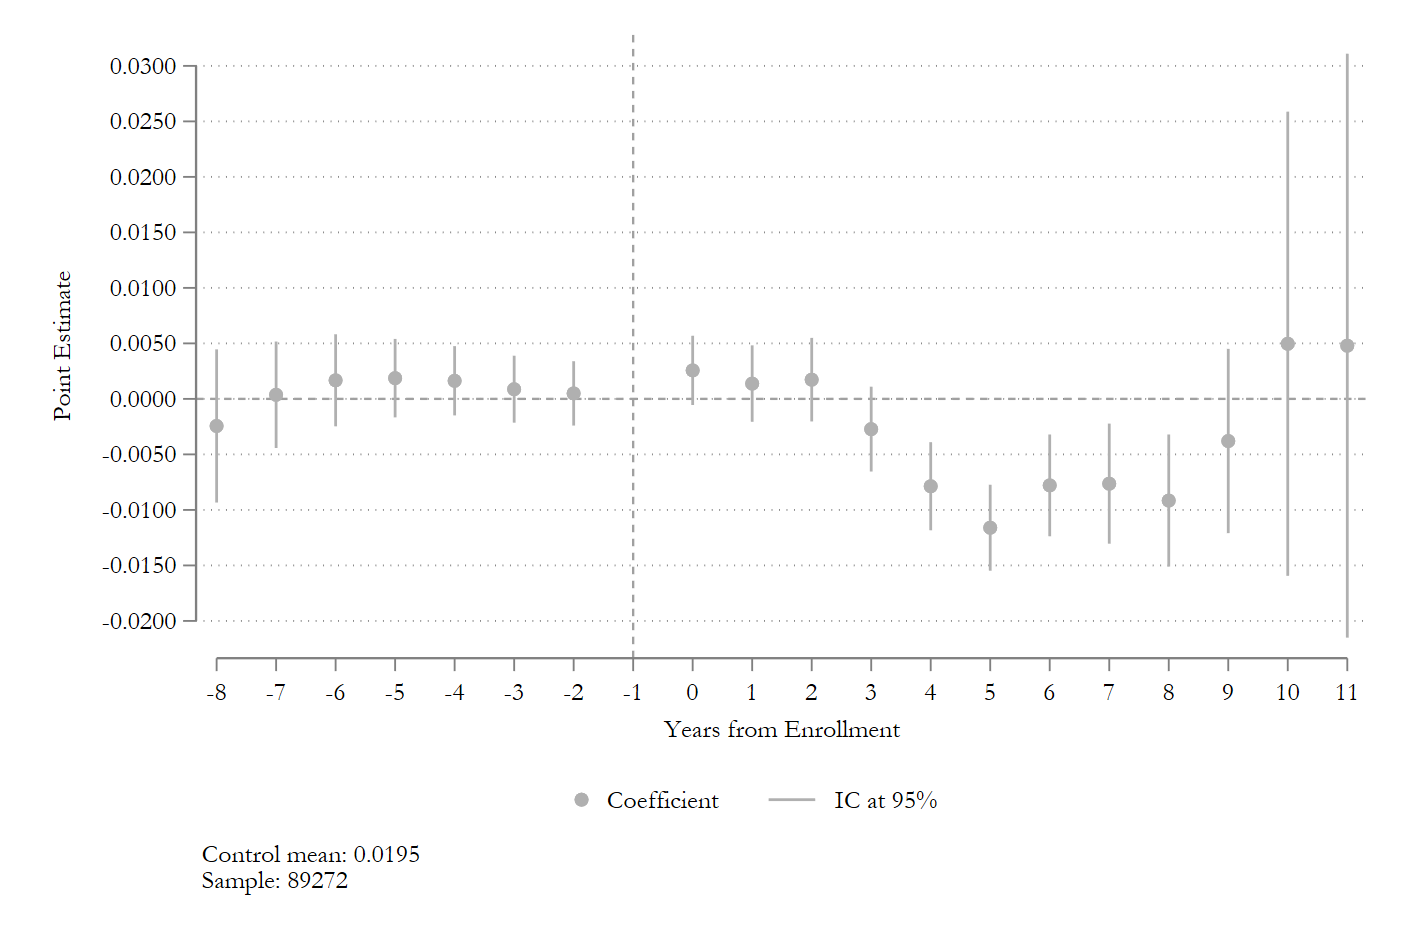 0.0300
0.0250
0.0200
0.0150
0.0100
0.0050
0.0000
-0.0050
-0.0100
-0.0150
-0.0200
Point Estimate
-8 -7 -6 -5 -4 -3 -2 -1 0 1 2 3 4 5 6 7 8 9 10 11
Years from Enrollment
Coefficient IC at 95%
Control mean: 0.0195
Sample: 89272